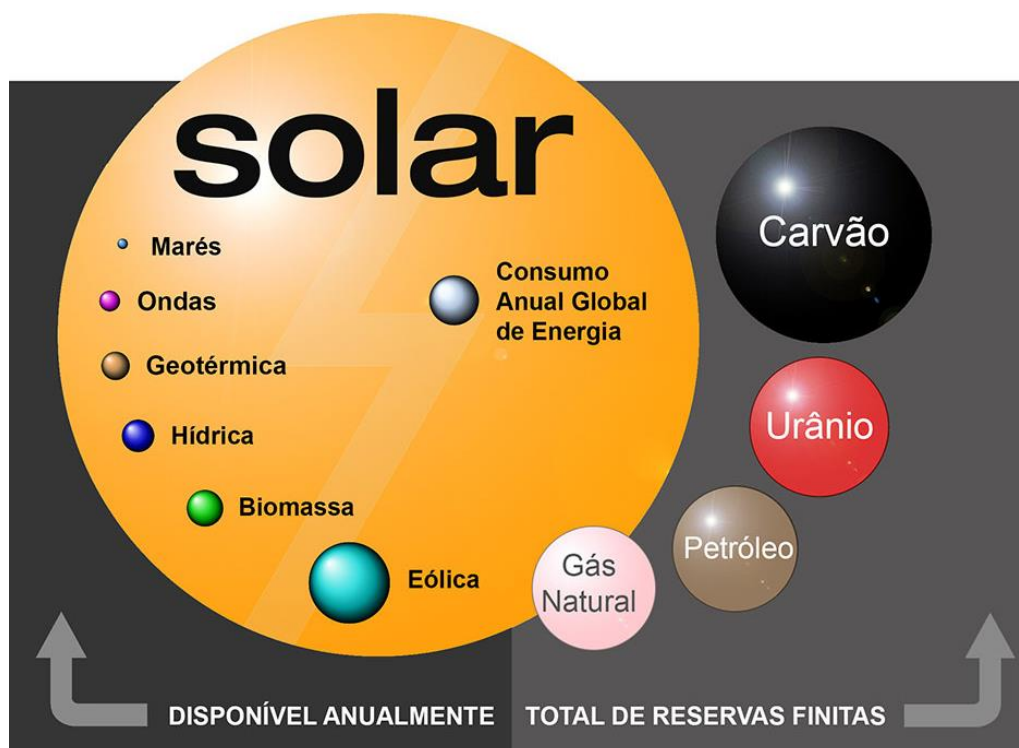 solar
Marés
Ondas
Geotérmica
Hídrica
Biomassa
Eólica
Consumo
Anual Global
de Energia
Carvão
Urânio
Petróleo
Gás
Natural
DISPONÍVEL ANUALMENTE
TOTAL DE RESERVAS FINITAS